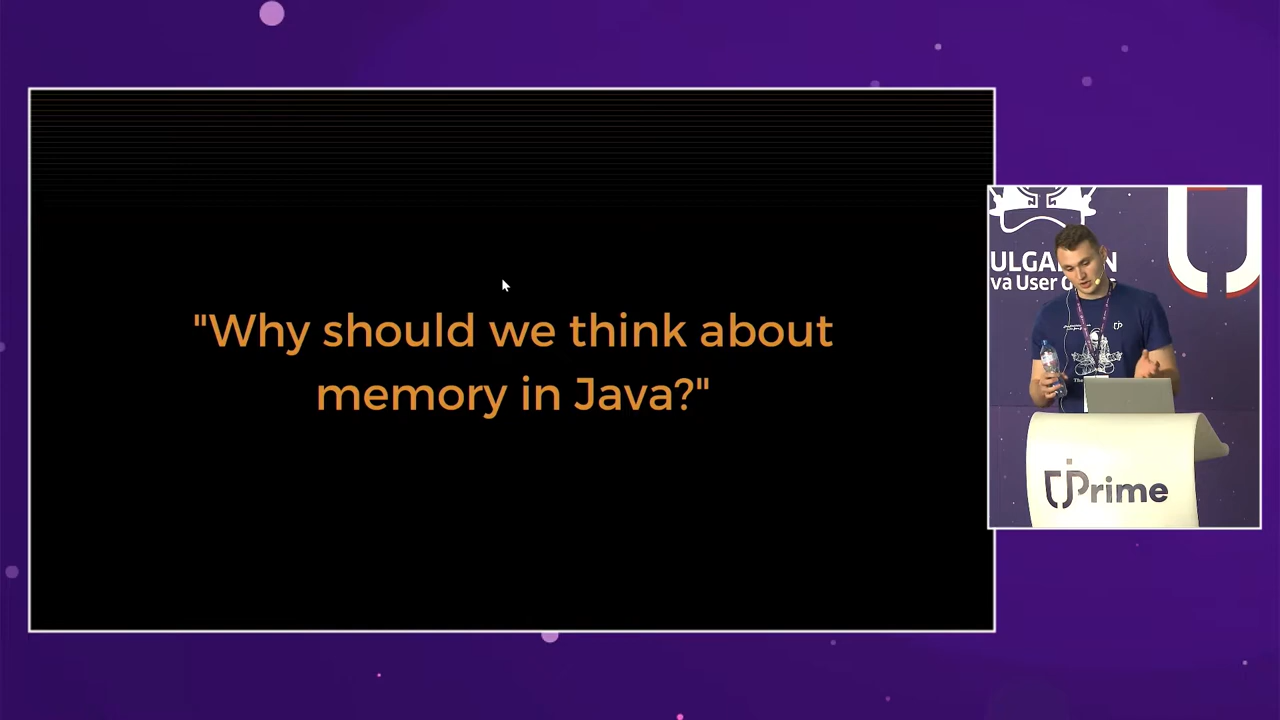 "Why should we think about
memory in Java?"
ULGA N
va User G
Prime